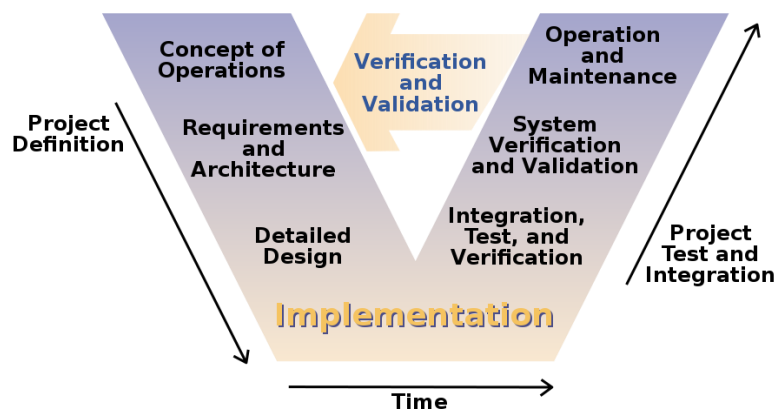 Concept of
Operations
Verification
and
Validation
Operation
and
Maintenance
Project
Definition
Requirements
and
Architecture
System
Verification
and Validation
Detailed
Design
Integration,
Test, and
Verification
Project
Test and
Integration
Implementation
Time